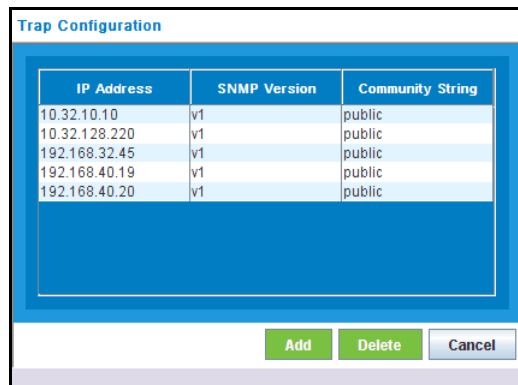 Trap Configuration
IP Address SNMP Version Community String
10.32.10.10 v1 public
10.32.128.220 v1 public
192.168.32.45 v1 public
192.168.40.19 v1 public
192.168.40.20 v1 public
Add Delete Cancel